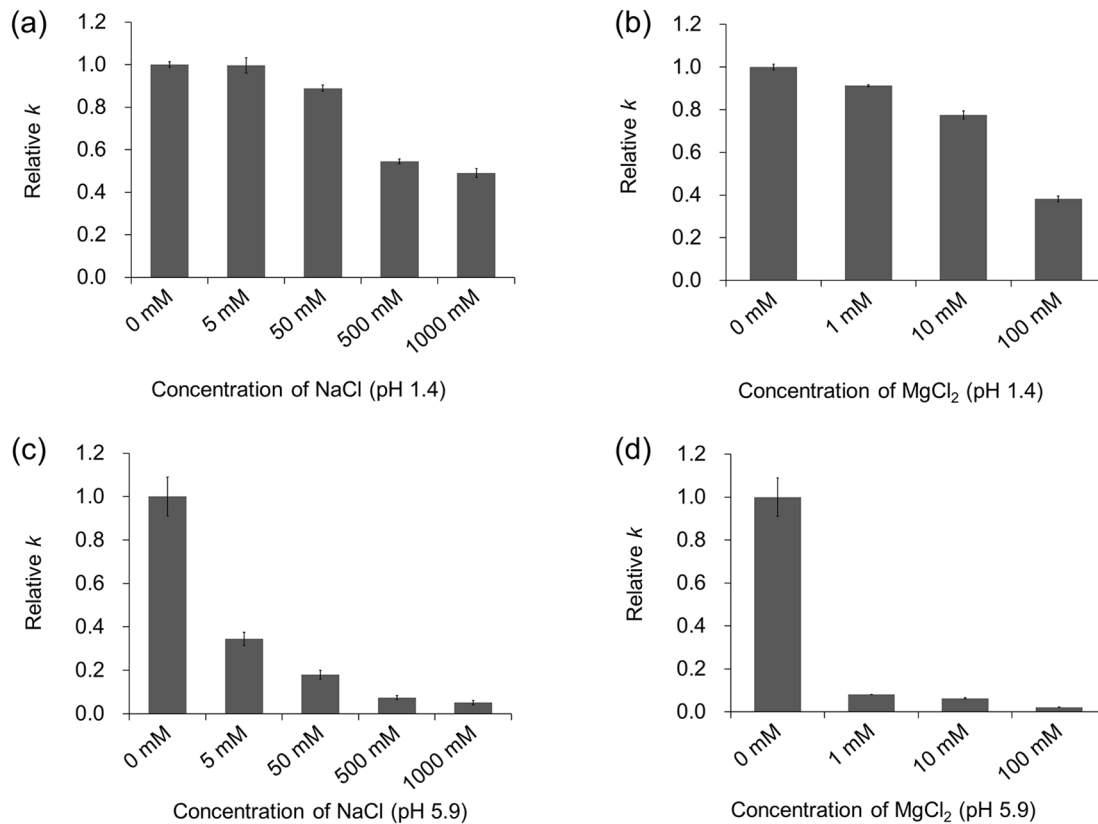 (a)
1.2
1.0
0.8
0.6
0.4
0.2
0.0
Relative k
0 mM
5 mM
50 mM
500 mM
1000 mM
Concentration of NaCl (pH 1.4)
(b)
1.2
1.0
0.8
0.6
0.4
0.2
0.0
Relative k
0 mM
1 mM
10 mM
100 mM
Concentration of MgCl₂ (pH 1.4)
(c)
1.2
1.0
0.8
0.6
0.4
0.2
0.0
Relative k
0 mM
5 mM
50 mM
500 mM
1000 mM
Concentration of NaCl (pH 5.9)
(d)
1.2
1.0
0.8
0.6
0.4
0.2
0.0
Relative k
0 mM
1 mM
10 mM
100 mM
Concentration of MgCl₂ (pH 5.9)